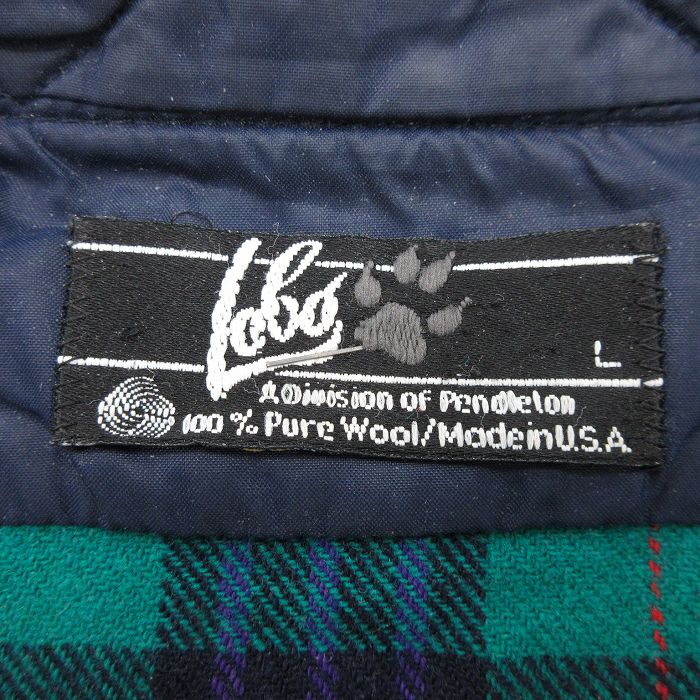 Lobo
L
A Division of Pendleton
100% Pure Wool/Made in U.S.A.